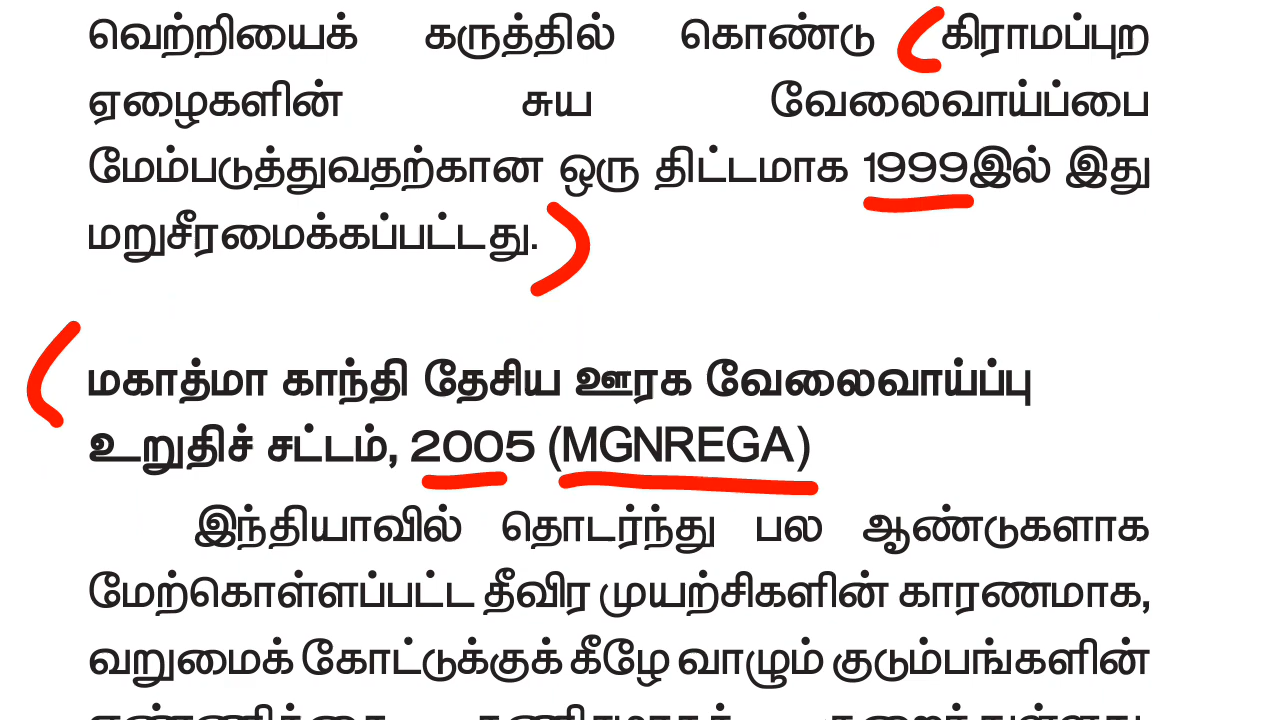 வெற்றியைக் கருத்தில் கொண்டு கிராமப்புற
ஏழைகளின் சுய வேலைவாய்ப்பை
மேம்படுத்துவதற்கான ஒரு திட்டமாக 1999இல் இது
மறுசீரமைக்கப்பட்டது.
மகாத்மா காந்தி தேசிய ஊரக வேலைவாய்ப்பு
உறுதிச் சட்டம், 2005 (MGNREGA)
இந்தியாவில் தொடர்ந்து பல ஆண்டுகளாக
மேற்கொள்ளப்பட்ட தீவிர முயற்சிகளின் காரணமாக,
வறுமைக் கோட்டுக்குக் கீழே வாழும் குடும்பங்களின்